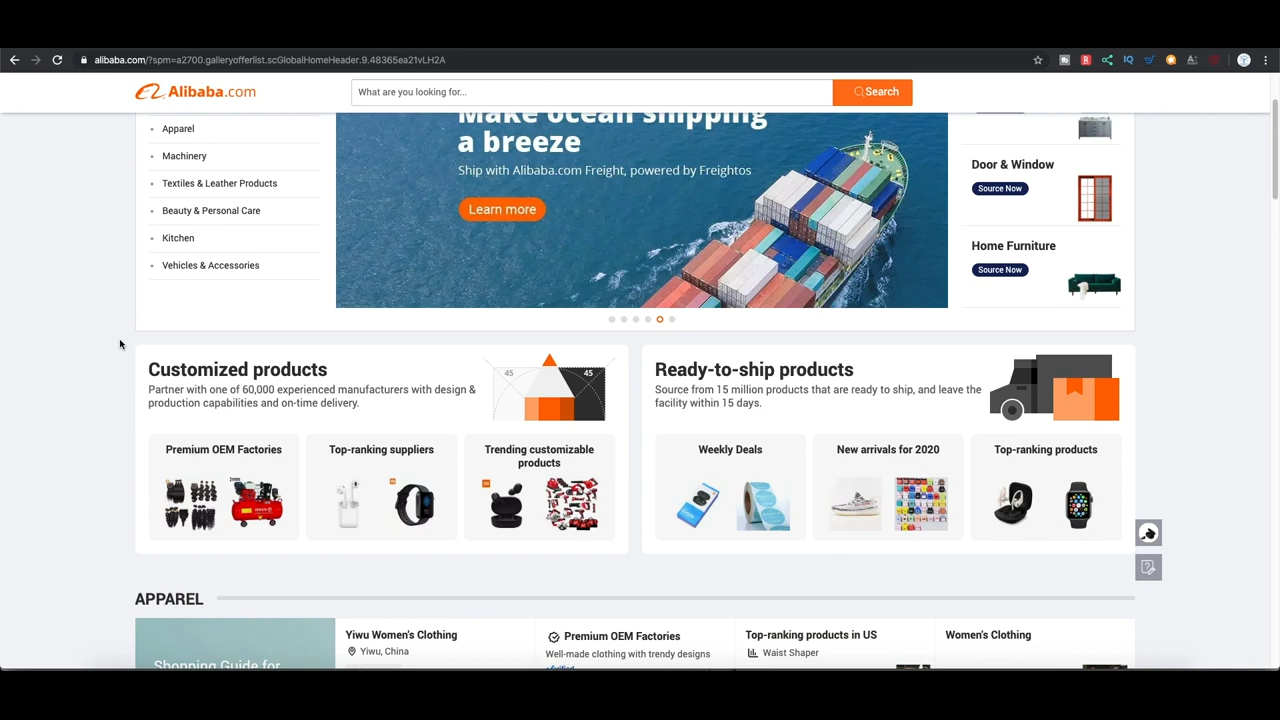 alibaba.com/?spm=a2700.galleryofferlist.scGlobalHomeHeader.9.48365ea21vLH2A
Alibaba.com
What are you looking for...
Search
Apparel
Machinery
Textiles & Leather Products
Beauty & Personal Care
Kitchen
Vehicles & Accessories
Make ocean shipping
a breeze
Ship with Alibaba.com Freight, powered by Freightos
Learn more
Door & Window
Source Now
Home Furniture
Source Now
Customized products
Partner with one of 60,000 experienced manufacturers with design &
production capabilities and on-time delivery.
45
45
Premium OEM Factories
Top-ranking suppliers
Trending customizable
products
Ready-to-ship products
Source from 15 million products that are ready to ship, and leave the
facility within 15 days.
Weekly Deals
New arrivals for 2020
Top-ranking products
APPAREL
Shopping Guide for
Yiwu Women's Clothing
Yiwu, China
Premium OEM Factories
Well-made clothing with trendy designs
Top-ranking products in US
Waist Shaper
Women's Clothing